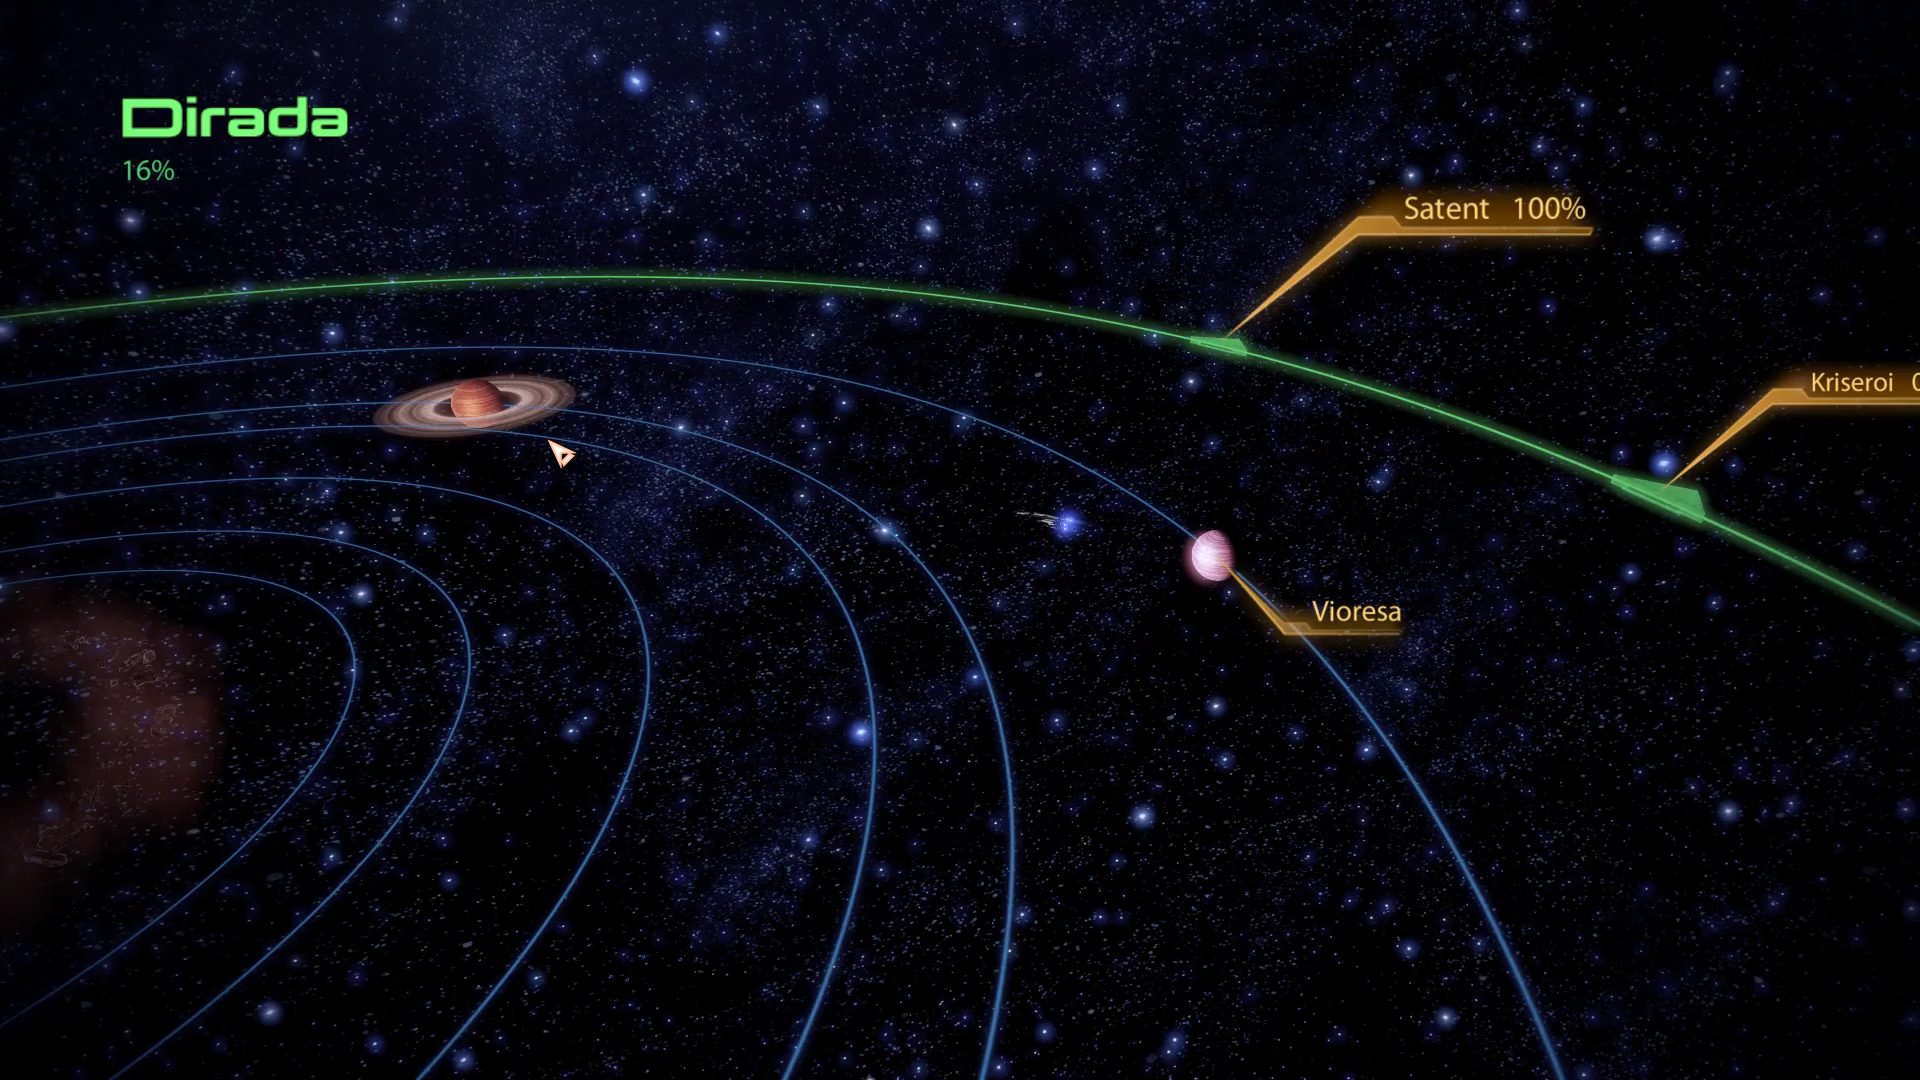 Dirada
16%
Satent 100%
Kriseroi
Vioresa